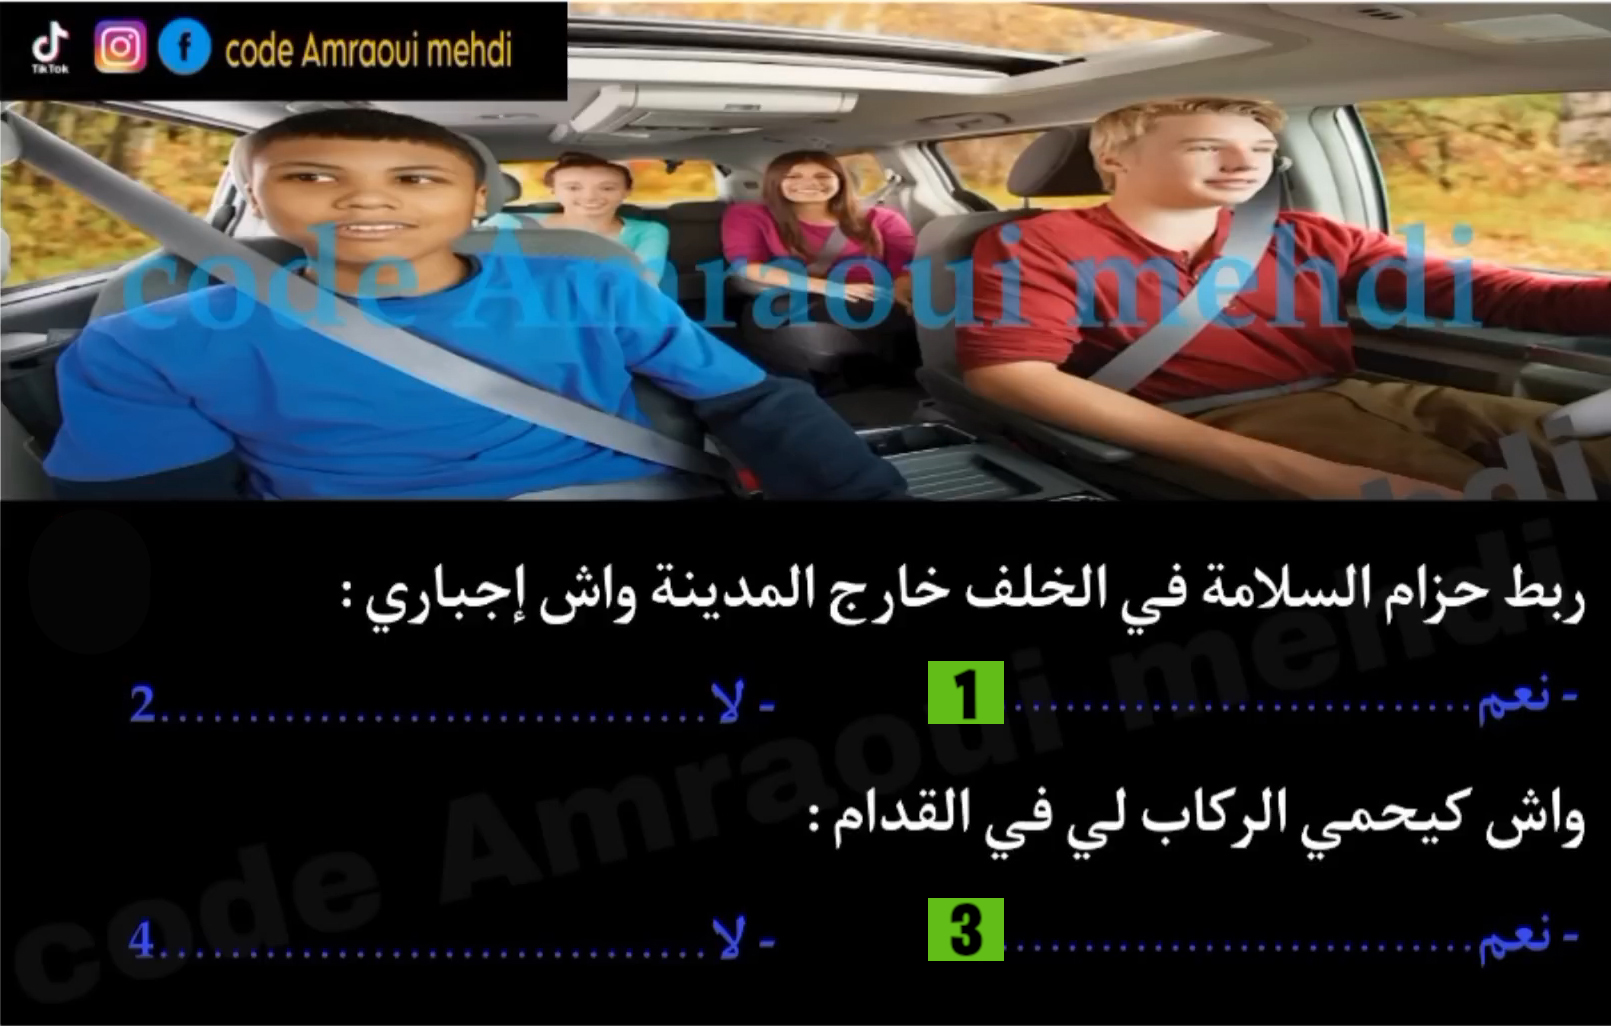 TikTok
code Amraoui mehdi
code Amraoui mehdi
ربط حزام السلامة في الخلف خارج المدينة واش إجباري :
- نعم............................1
- لا...............................2
واش كيحمي الركاب لي في القدام :
- نعم............................3
- لا...............................4
code Amraoui mehdi